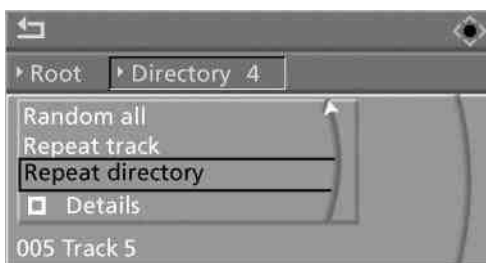 Root Directory 4
Random all
Repeat track
Repeat directory
Details
005 Track 5